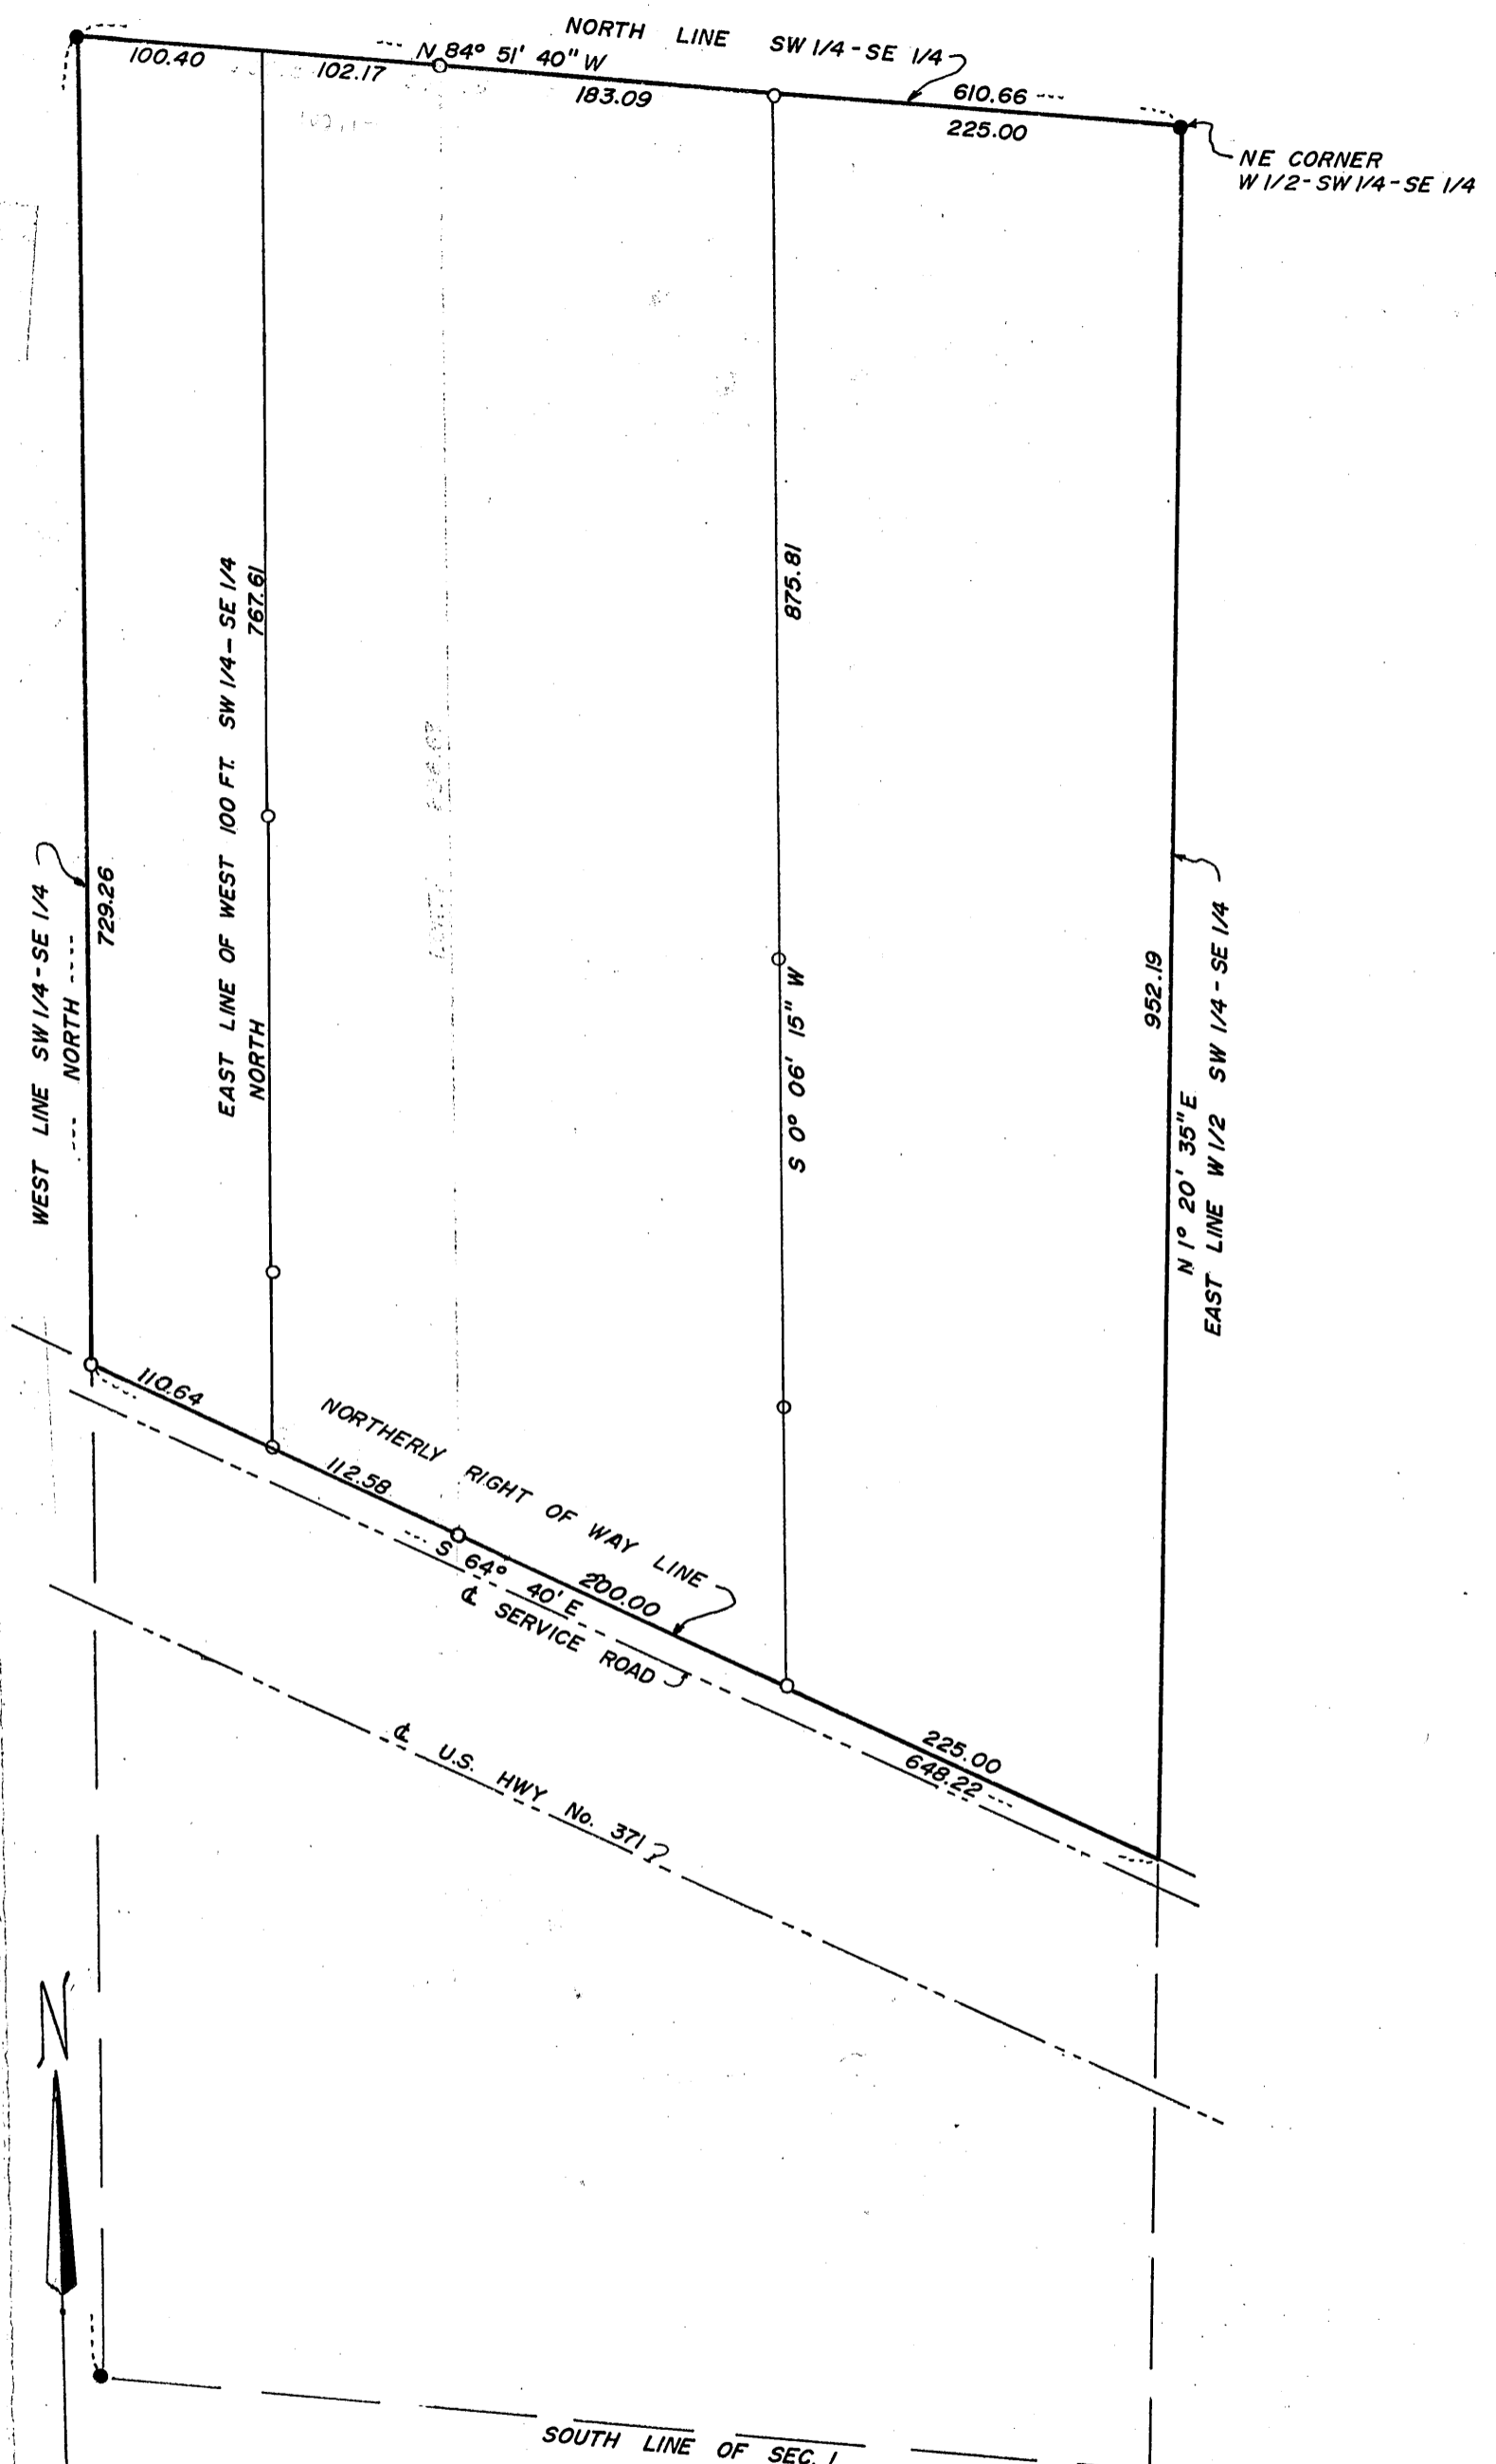 NORTH LINE SW 1/4 - SE 1/4
--- N 84° 51' 40" W
610.66 ---
100.40
102.17
183.09
225.00
NE CORNER
W 1/2 - SW 1/4 - SE 1/4
WEST LINE SW 1/4 - SE 1/4
--- NORTH ----
729.26
EAST LINE OF WEST 100 FT. SW 1/4 - SE 1/4
NORTH
767.61
875.81
S 0° 06' 15" W
952.19
N 1° 20' 35" E
EAST LINE W 1/2 SW 1/4 - SE 1/4
110.64
112.58
NORTHERLY RIGHT OF WAY LINE
--- S 64° 40' E
200.00
℄ SERVICE ROAD
225.00
648.22 ---
℄ U.S. HWY No. 371
N
SOUTH LINE OF SEC. 1